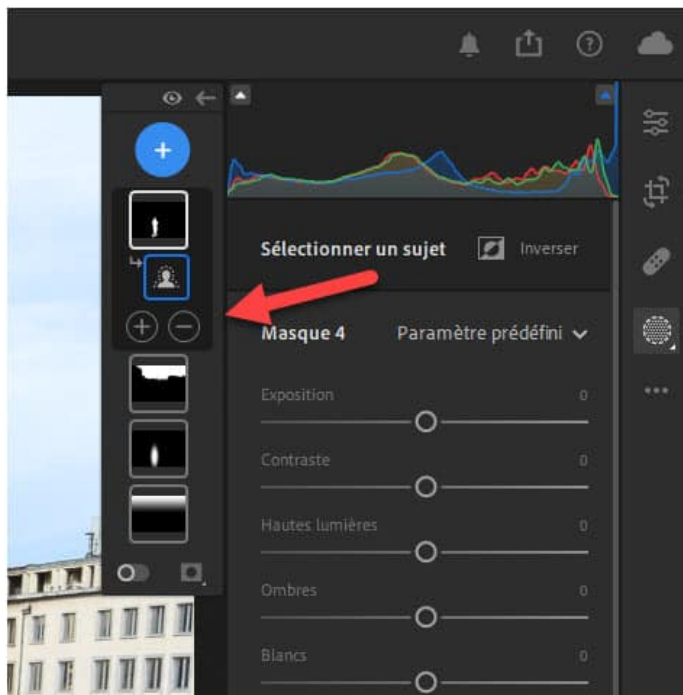 Sélectionner un sujet Inverser
Masque 4 Paramètre prédéfini
Exposition 0
Contraste 0
Hautes lumières 0
Ombres 0
Blancs 0